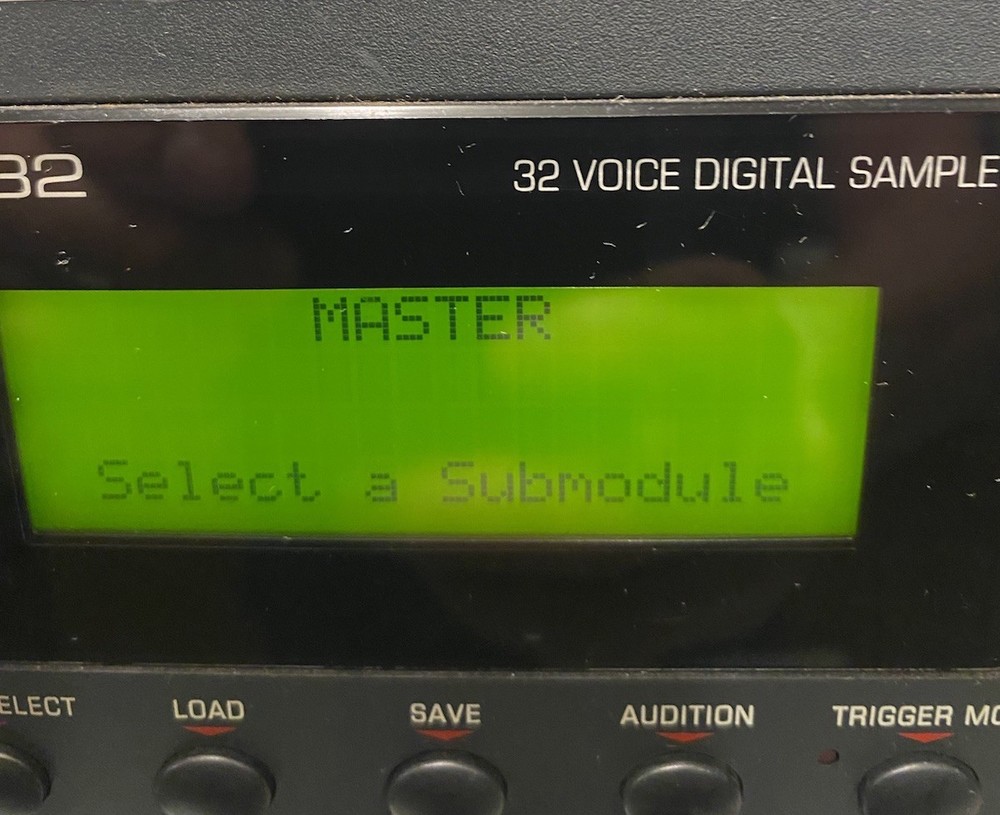 32
32 VOICE DIGITAL SAMPLE
MASTER
Select a Submodule
ELECT
LOAD
SAVE
AUDITION
TRIGGER MO